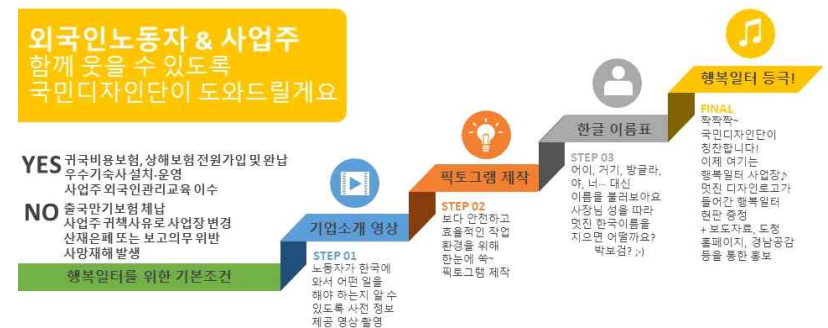 외국인노동자 & 사업주
함께 웃을 수 있도록
국민디자인단이 도와드릴게요
YES 귀국비용보험, 상해보험 전원가입 및 완납
우수기숙사 설치·운영
사업주 외국인관리교육 이수
NO 출국만기보험 체납
사업주 귀책사유로 사업장 변경
산재은폐 또는 보고의무 위반
사망재해 발생
행복일터를 위한 기본조건
기업소개 영상
STEP 01
노동자가 한국에
와서 어떤 일을
해야 하는지 알 수
있도록 사전 정보
제공 영상 촬영
픽토그램 제작
STEP 02
보다 안전하고
효율적인 작업
환경을 위해
한눈에 쏙~
픽토그램 제작
한글 이름표
STEP 03
어이, 거기, 방글라,
야, 너… 대신
이름을 불러보아요
사장님 성을 따라
멋진 한국이름을
지으면 어떨까요?
박보검? ;-)
행복일터 등극!
FINAL
짝짝짝~
국민디자인단이
칭찬합니다!
이제 여기는
행복일터 사업장♪
멋진 디자인로고가
들어간 행복일터
현판 증정
+ 보도자료, 도정
홈페이지, 경남공감
등을 통한 홍보